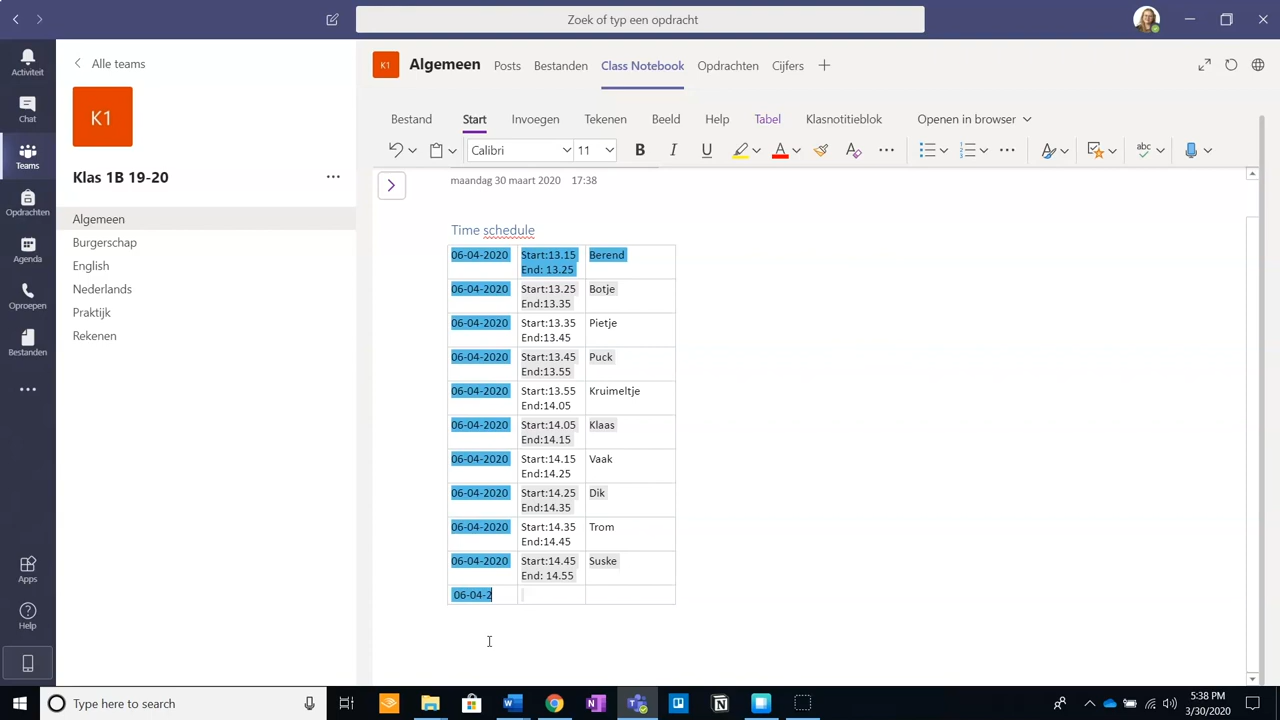 Zoek of typ een opdracht
Activiteit
Chat
Teams
Opdrachten
Agenda
Oproepen
Bestanden
Apps
Help
Alle teams
K1
Klas 1B 19-20
Algemeen
Burgerschap
English
Nederlands
Praktijk
Rekenen
K1 Algemeen Posts Bestanden Class Notebook Opdrachten Cijfers
Bestand Start Invoegen Tekenen Beeld Help Tabel Klasnotitieblok Openen in browser
Calibri 11 B I U A A abc
maandag 30 maart 2020 17:38
Time schedule
06-04-2020 Start:13.15 Berend
End: 13.25
06-04-2020 Start:13.25 Botje
End:13.35
06-04-2020 Start:13.35 Pietje
End:13.45
06-04-2020 Start:13.45 Puck
End:13.55
06-04-2020 Start:13.55 Kruimeltje
End:14.05
06-04-2020 Start:14.05 Klaas
End:14.15
06-04-2020 Start:14.15 Vaak
End:14.25
06-04-2020 Start:14.25 Dik
End:14.35
06-04-2020 Start:14.35 Trom
End:14.45
06-04-2020 Start:14.45 Suske
End: 14.55
06-04-2
Type here to search
5:38 PM
3/30/2020